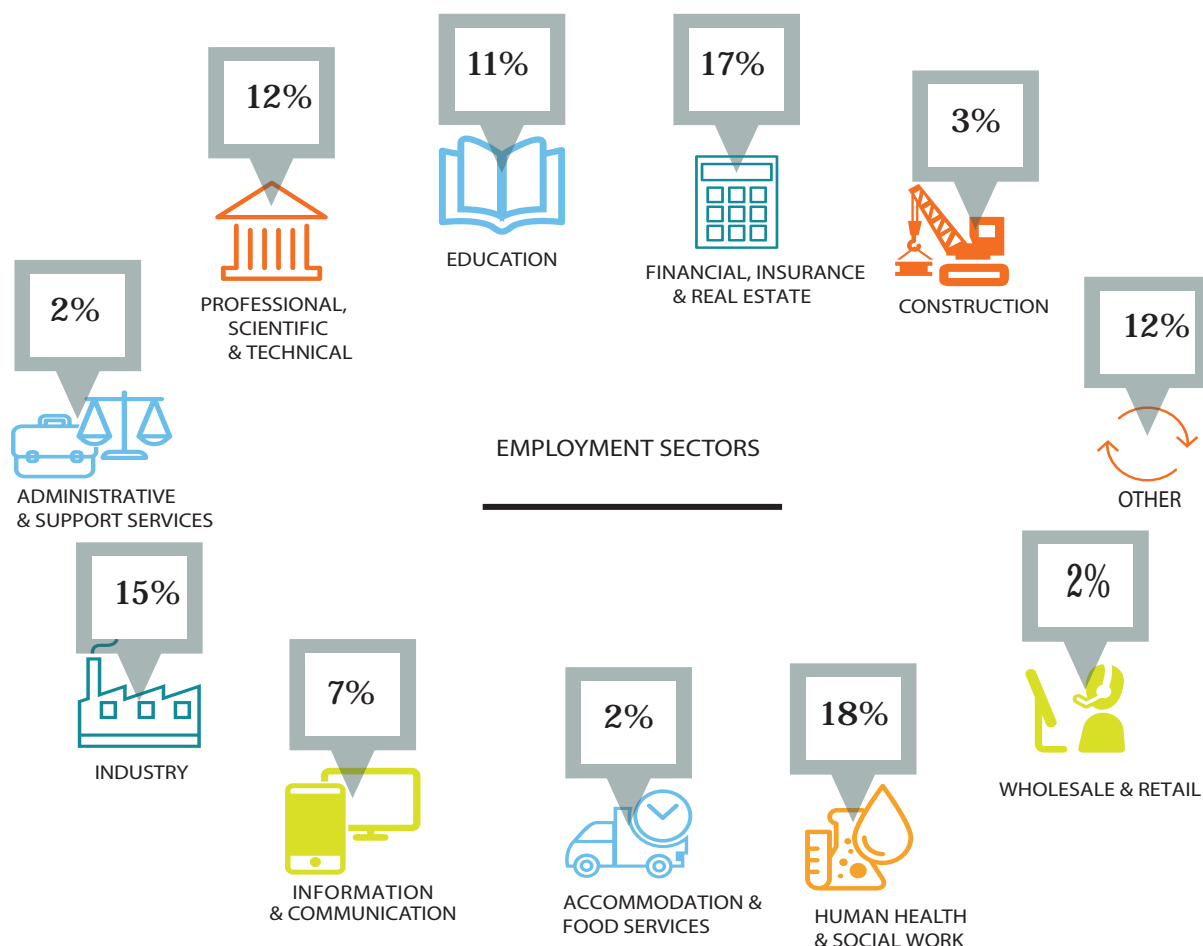 11%
17%
12%
3%
EDUCATION
FINANCIAL, INSURANCE
& REAL ESTATE
CONSTRUCTION
PROFESSIONAL,
SCIENTIFIC
& TECHNICAL
2%
12%
EMPLOYMENT SECTORS
ADMINISTRATIVE
& SUPPORT SERVICES
OTHER
15%
2%
INDUSTRY
WHOLESALE & RETAIL
7%
2%
18%
INFORMATION
& COMMUNICATION
ACCOMMODATION &
FOOD SERVICES
HUMAN HEALTH
& SOCIAL WORK